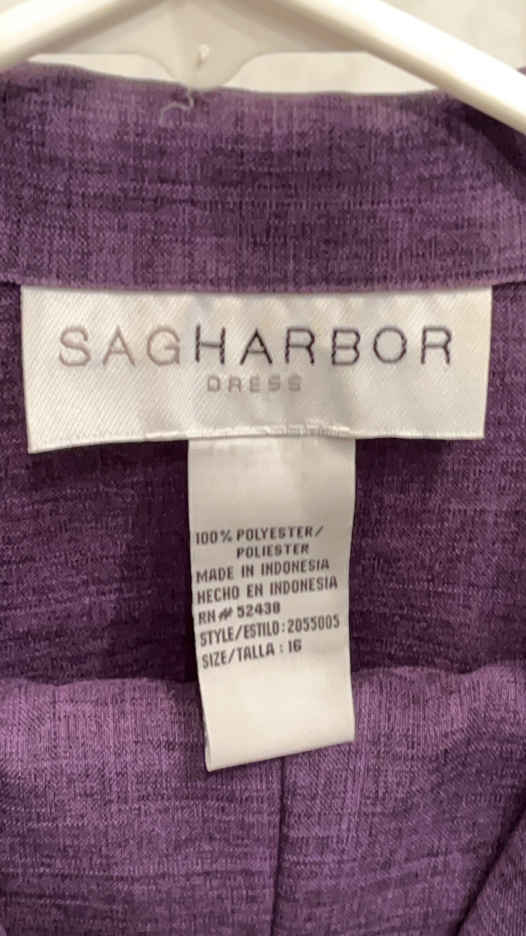 SAGHARBOR
DRESS
100% POLYESTER/
POLIESTER
MADE IN INDONESIA
HECHO EN INDONESIA
RN# 52430
STYLE/ESTILO:2055005
SIZE/TALLA : 16